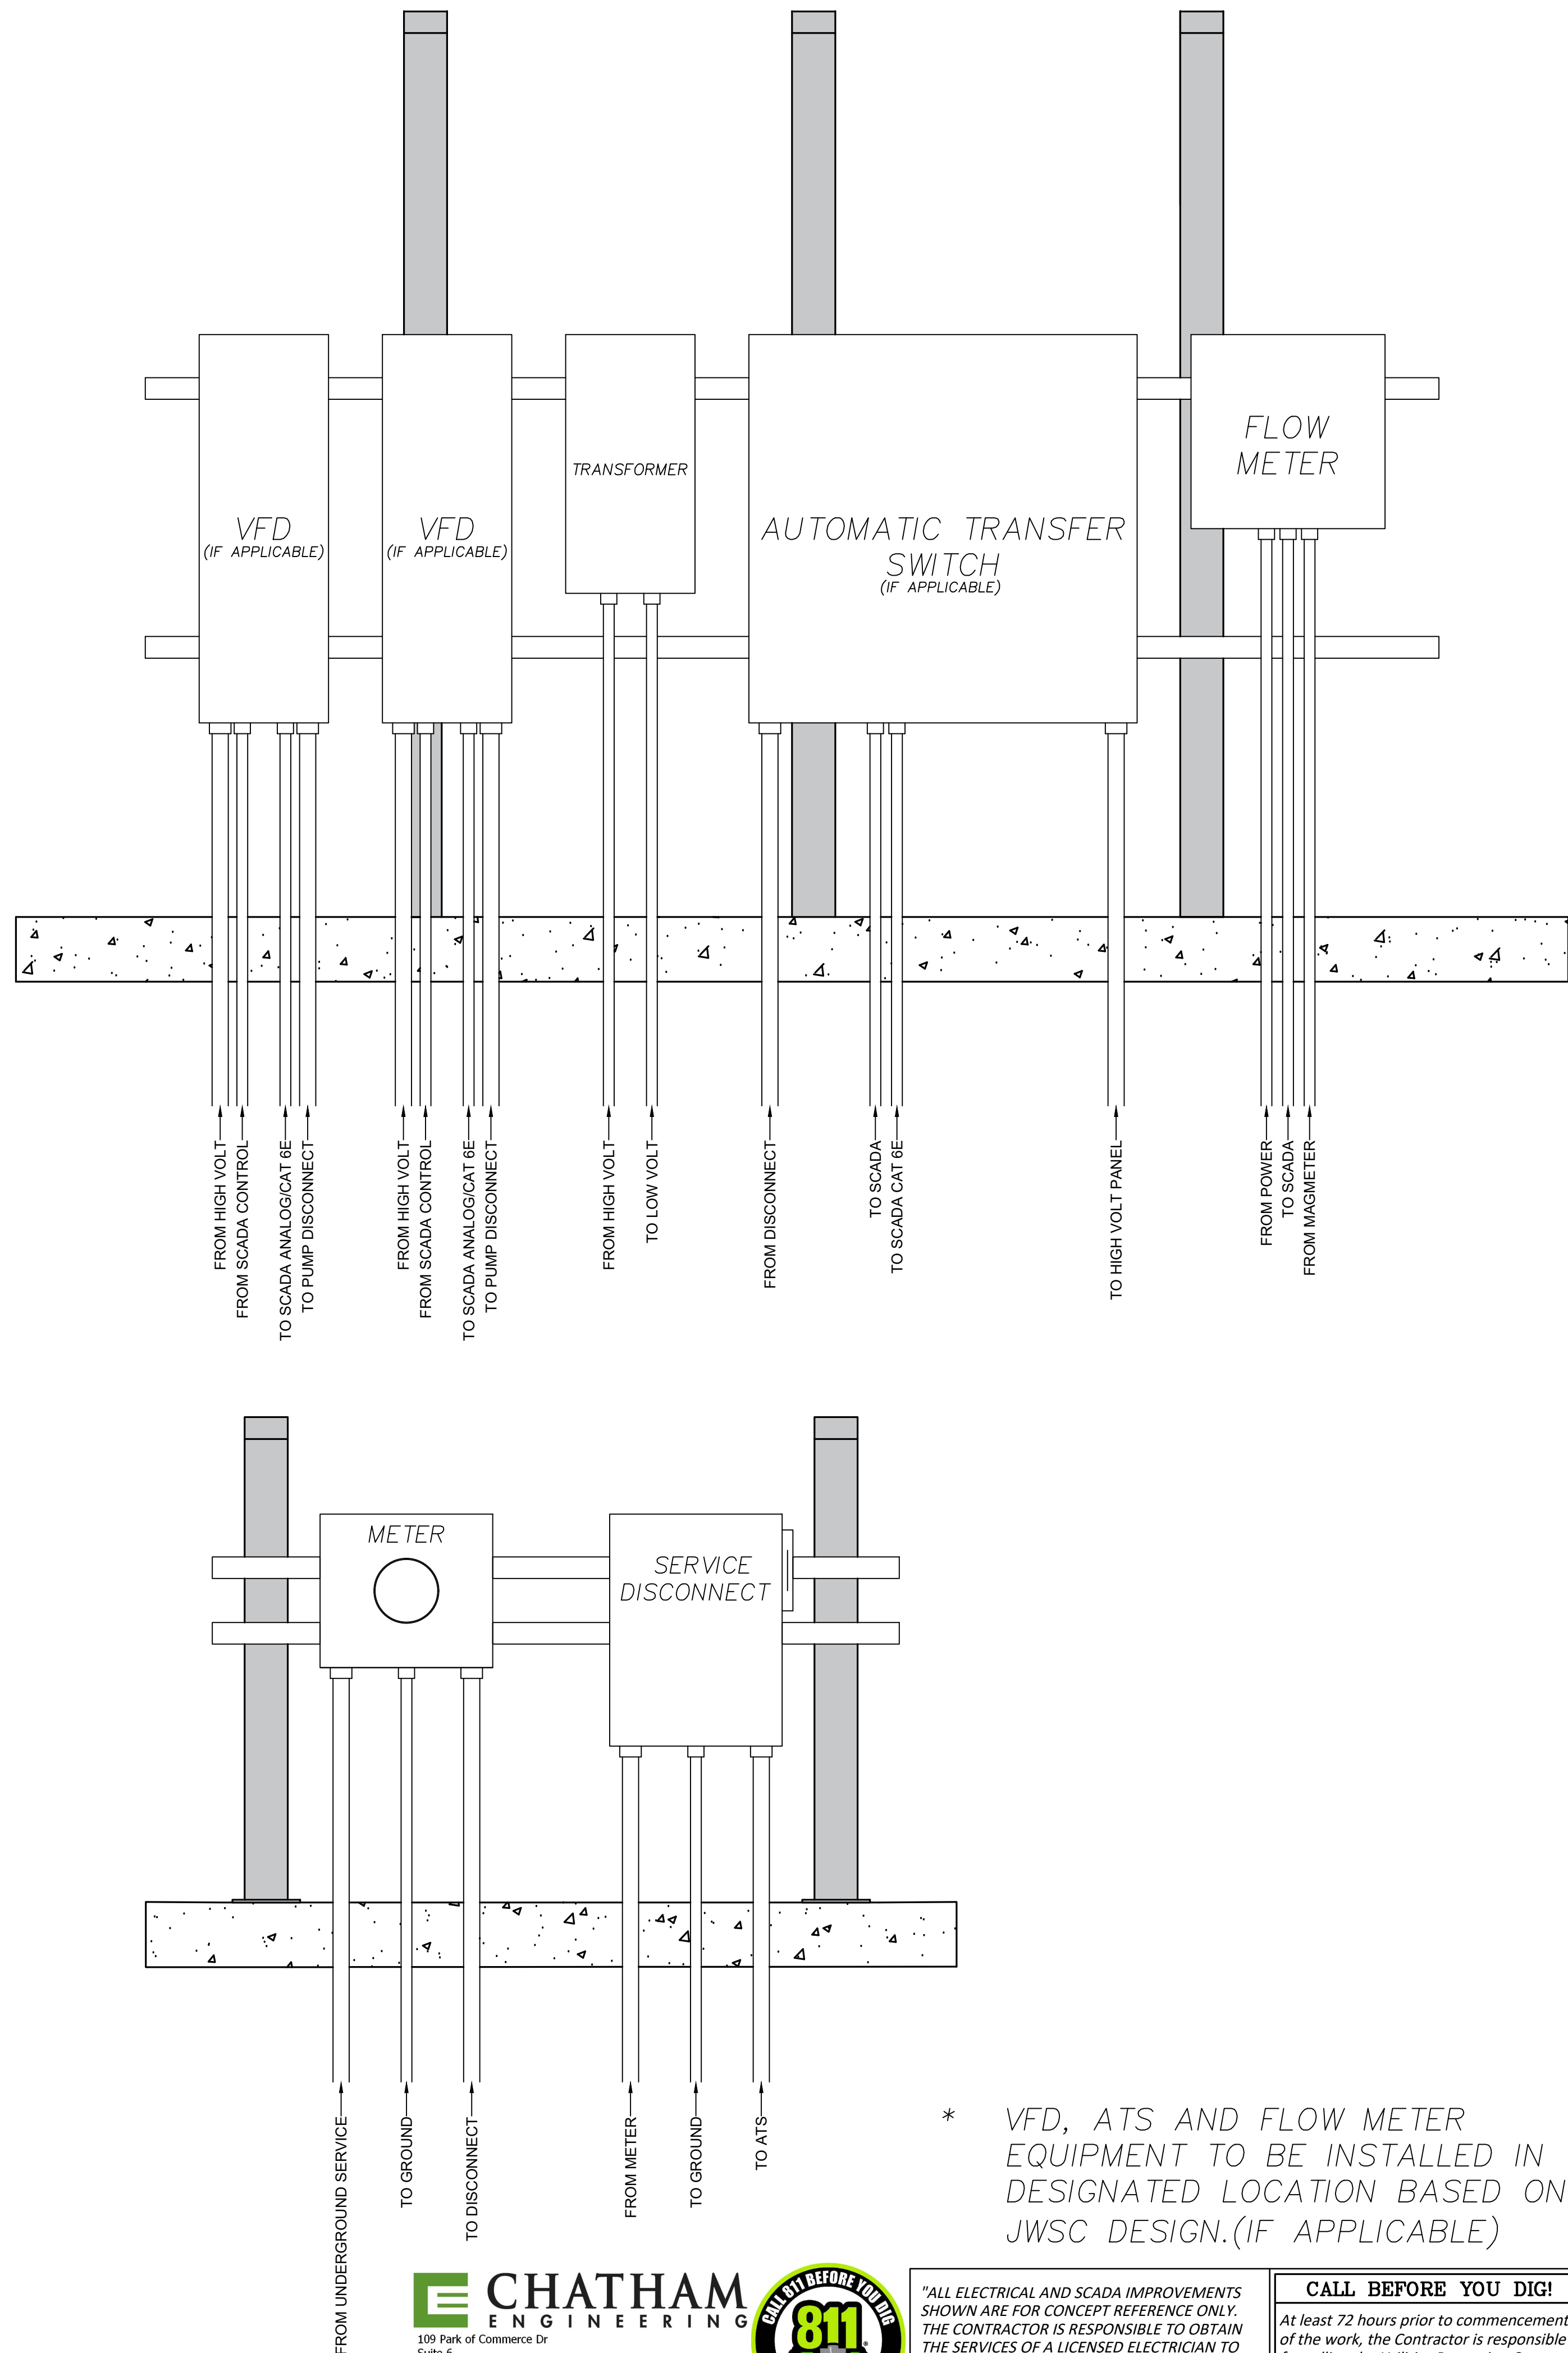 VFD
(IF APPLICABLE)
VFD
(IF APPLICABLE)
TRANSFORMER
AUTOMATIC TRANSFER
SWITCH
(IF APPLICABLE)
FLOW
METER
FROM HIGH VOLT
FROM SCADA CONTROL
TO SCADA ANALOG/CAT 6E
TO PUMP DISCONNECT
FROM HIGH VOLT
FROM SCADA CONTROL
TO SCADA ANALOG/CAT 6E
TO PUMP DISCONNECT
FROM HIGH VOLT
TO LOW VOLT
FROM DISCONNECT
TO SCADA
TO SCADA CAT 6E
TO HIGH VOLT PANEL
FROM POWER
TO SCADA
FROM MAGMETER
METER
SERVICE
DISCONNECT
FROM UNDERGROUND SERVICE
TO GROUND
TO DISCONNECT
FROM METER
TO GROUND
TO ATS
* VFD, ATS AND FLOW METER
EQUIPMENT TO BE INSTALLED IN
DESIGNATED LOCATION BASED ON
JWSC DESIGN.(IF APPLICABLE)
CHATHAM
ENGINEERING
109 Park of Commerce Dr
Suite 6
CALL 811 BEFORE YOU DIG
811
"ALL ELECTRICAL AND SCADA IMPROVEMENTS
SHOWN ARE FOR CONCEPT REFERENCE ONLY.
THE CONTRACTOR IS RESPONSIBLE TO OBTAIN
THE SERVICES OF A LICENSED ELECTRICIAN TO
CALL BEFORE YOU DIG!
At least 72 hours prior to commencement
of the work, the Contractor is responsible